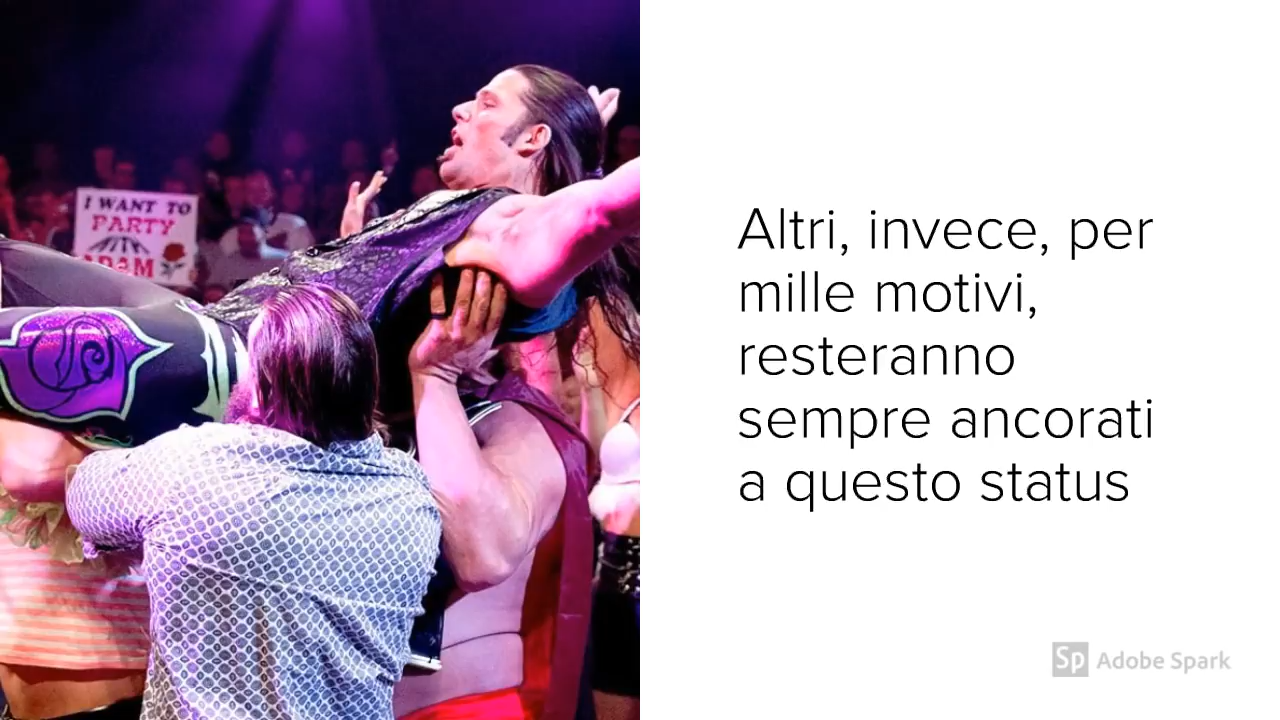 I WANT TO
PARTY
ADAM
Altri, invece, per
mille motivi,
resteranno
sempre ancorati
a questo status
Sp Adobe Spark